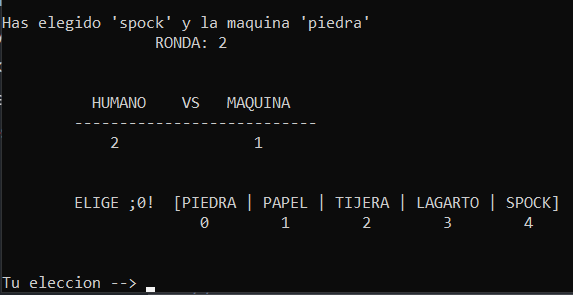 Has elegido 'spock' y la maquina 'piedra'
RONDA: 2
HUMANO VS MAQUINA
---------------------------
2 1
ELIGE ;0! [PIEDRA | PAPEL | TIJERA | LAGARTO | SPOCK]
0 1 2 3 4
Tu eleccion -->